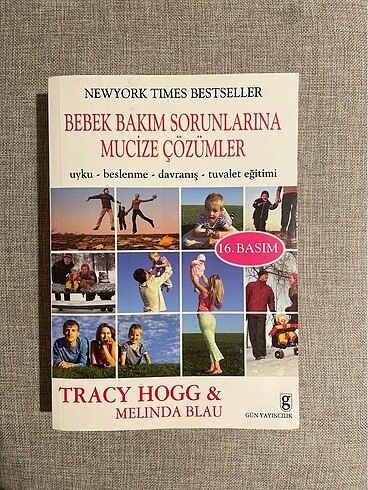 NEWYORK TIMES BESTSELLER
BEBEK BAKIM SORUNLARINA
MUCİZE ÇÖZÜMLER
uyku - beslenme - davranış - tuvalet eğitimi
16. BASIM
TRACY HOGG &
MELINDA BLAU
g
GÜN YAYINCILIK